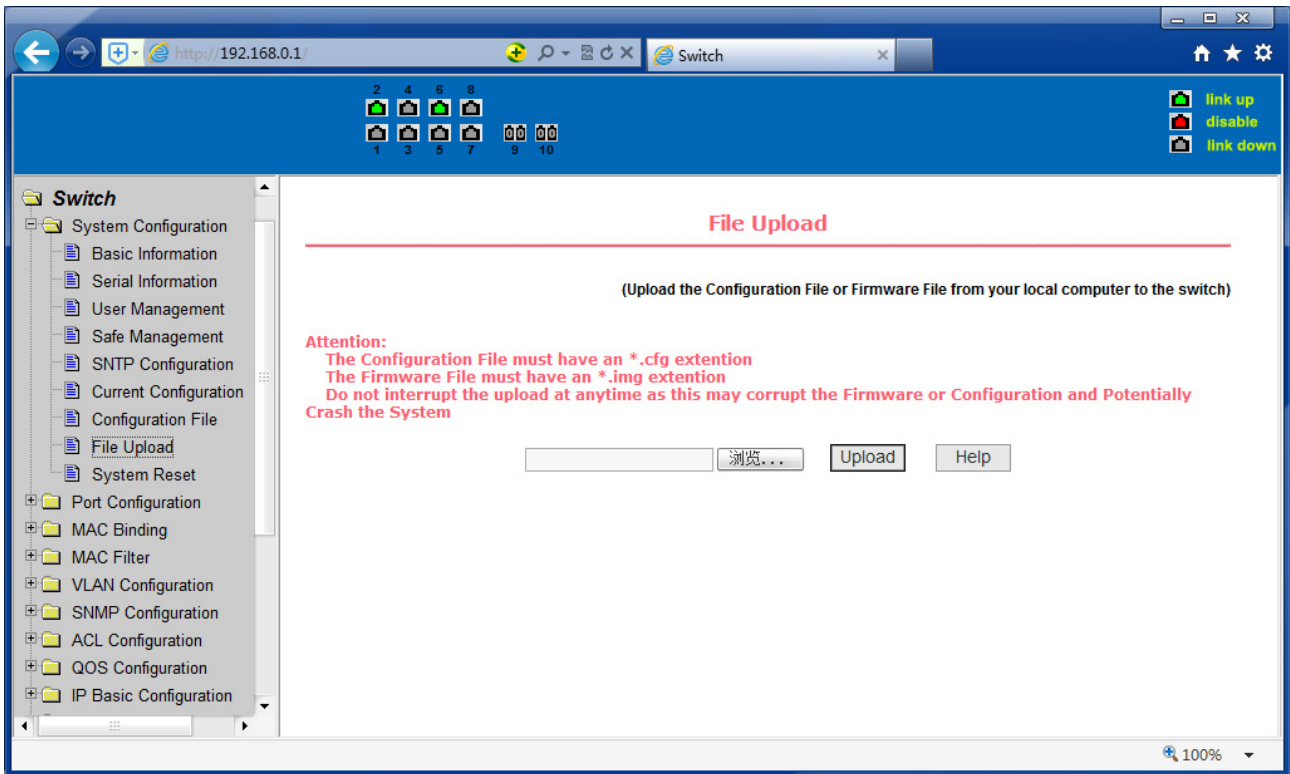 http://192.168.0.1/
Switch
2 4 6 8
1 3 5 7 9 10
link up
disable
link down
Switch
System Configuration
Basic Information
Serial Information
User Management
Safe Management
SNTP Configuration
Current Configuration
Configuration File
File Upload
System Reset
Port Configuration
MAC Binding
MAC Filter
VLAN Configuration
SNMP Configuration
ACL Configuration
QOS Configuration
IP Basic Configuration
File Upload
(Upload the Configuration File or Firmware File from your local computer to the switch)
Attention:
The Configuration File must have an *.cfg extention
The Firmware File must have an *.img extention
Do not interrupt the upload at anytime as this may corrupt the Firmware or Configuration and Potentially
Crash the System
浏览... Upload Help
100%